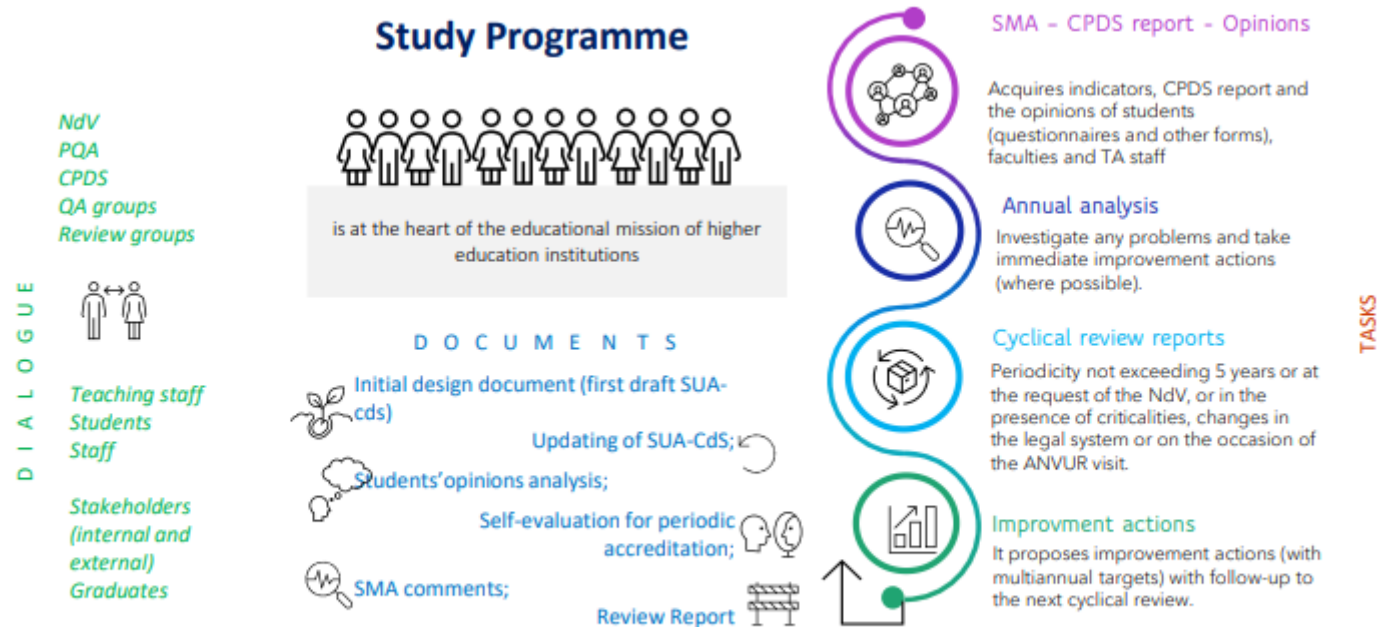 Study Programme
NdV
PQA
CPDS
QA groups
Review groups
DIALOGUE
Teaching staff
Students
Staff
Stakeholders
(internal and
external)
Graduates
is at the heart of the educational mission of higher
education institutions
DOCUMENTS
Initial design document (first draft SUA-
cds)
Updating of SUA-CdS;
Students'opinions analysis;
Self-evaluation for periodic
accreditation;
SMA comments;
Review Report
SMA – CPDS report - Opinions
Acquires indicators, CPDS report and
the opinions of students
(questionnaires and other forms),
faculties and TA staff
Annual analysis
Investigate any problems and take
immediate improvement actions
(where possible).
Cyclical review reports
Periodicity not exceeding 5 years or at
the request of the NdV, or in the
presence of criticalities, changes in
the legal system or on the occasion of
the ANVUR visit.
Improvment actions
It proposes improvement actions (with
multiannual targets) with follow-up to
the next cyclical review.
TASKS